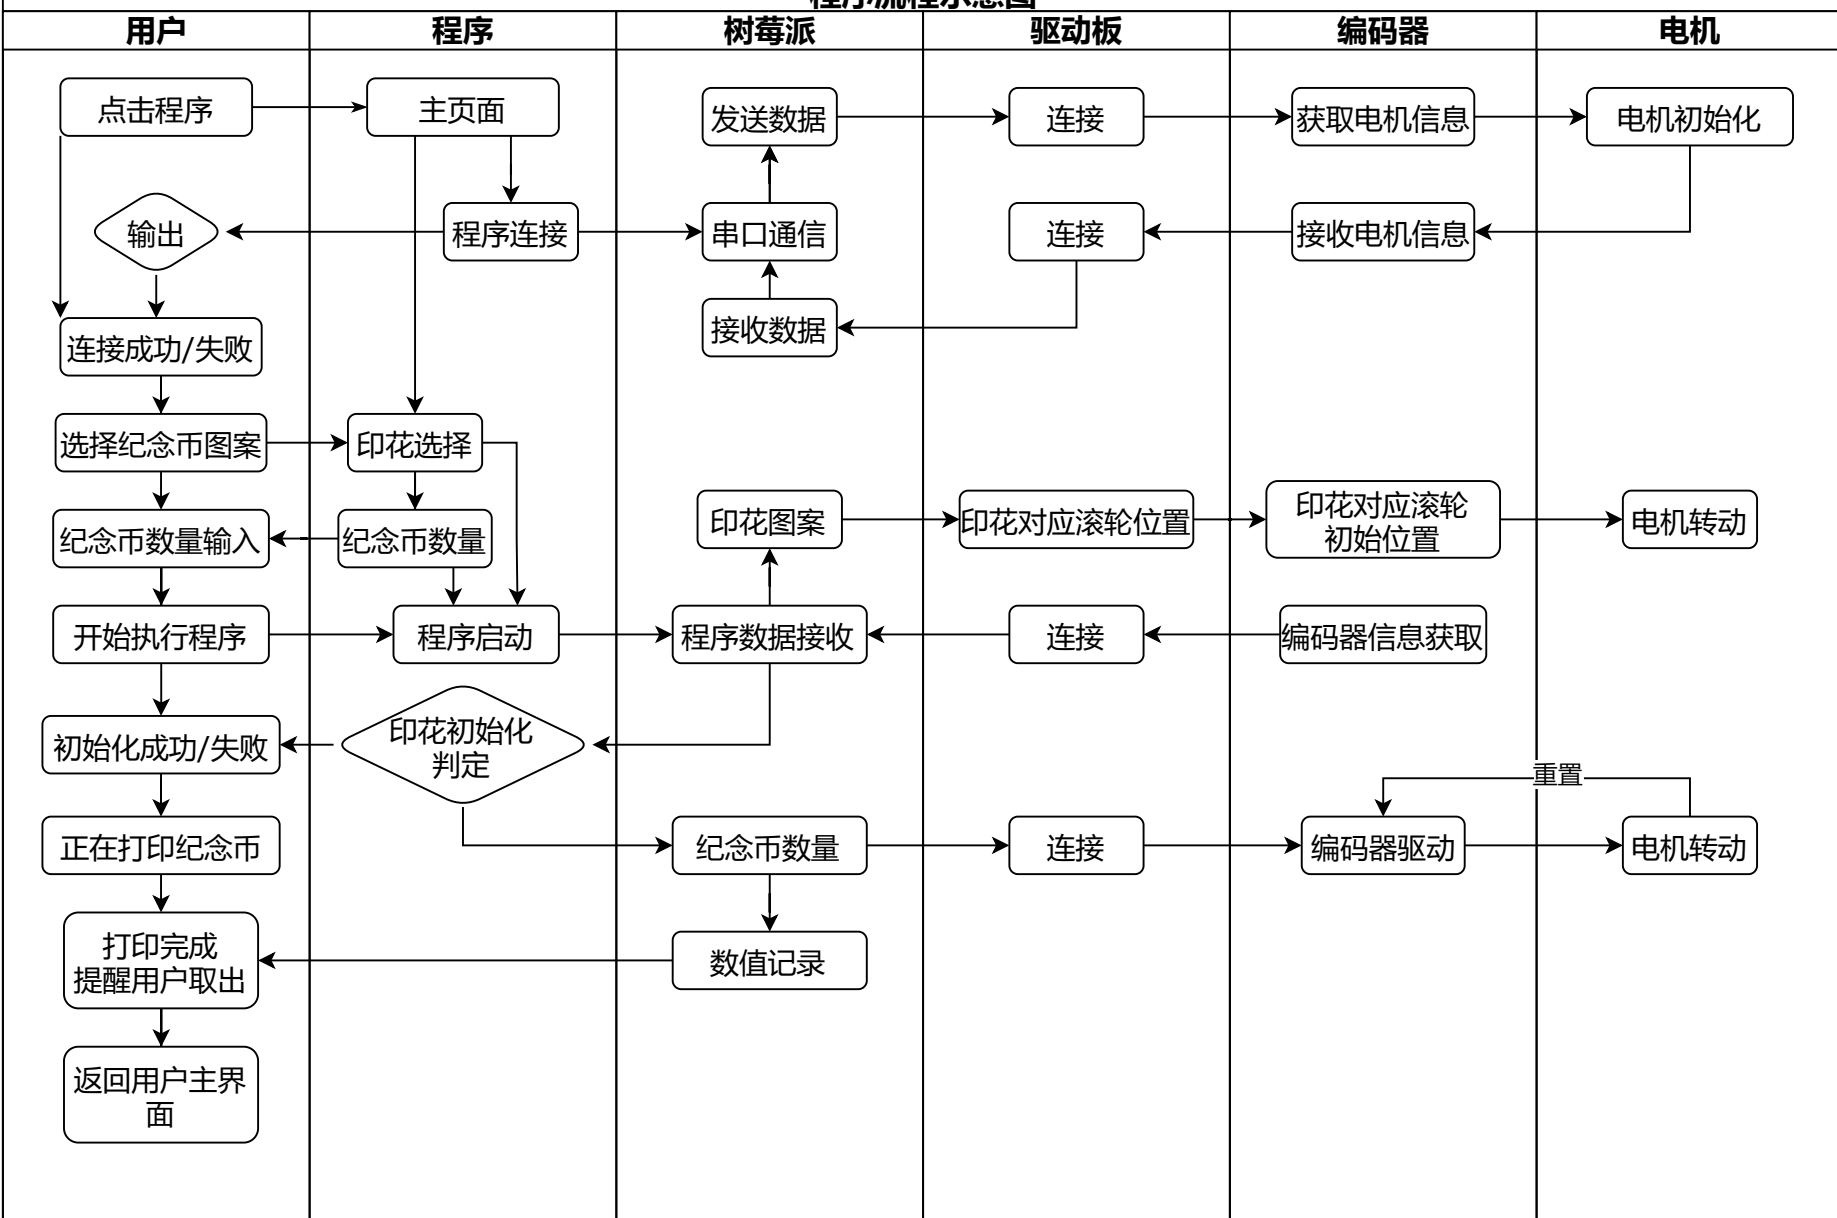 程序流程示意图
用户
程序
树莓派
驱动板
编码器
电机
点击程序
主页面
发送数据
连接
获取电机信息
电机初始化
输出
程序连接
串口通信
连接
接收电机信息
接收数据
连接成功/失败
选择纪念币图案
印花选择
纪念币数量输入
纪念币数量
印花图案
印花对应滚轮位置
印花对应滚轮
初始位置
电机转动
开始执行程序
程序启动
程序数据接收
连接
编码器信息获取
初始化成功/失败
印花初始化
判定
重置
正在打印纪念币
纪念币数量
连接
编码器驱动
电机转动
打印完成
提醒用户取出
数值记录
返回用户主界
面